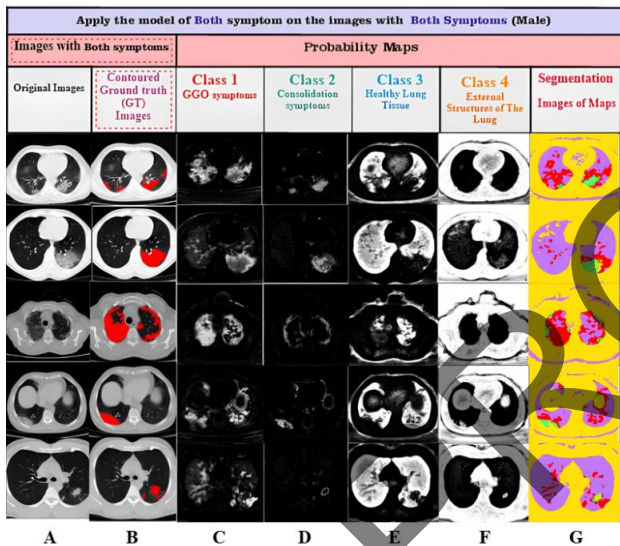 Apply the model of Both symptom on the images with Both Symptoms (Male)
Images with Both symptoms
Probability Maps
Original Images
Contoured
Ground truth
(GT)
Images
Class 1
GGO symptoms
Class 2
Consolidation
symptoms
Class 3
Healthy Lung
Tissue
Class 4
External
Structures of The
Lung
Segmentation
Images of Maps
A B C D E F G